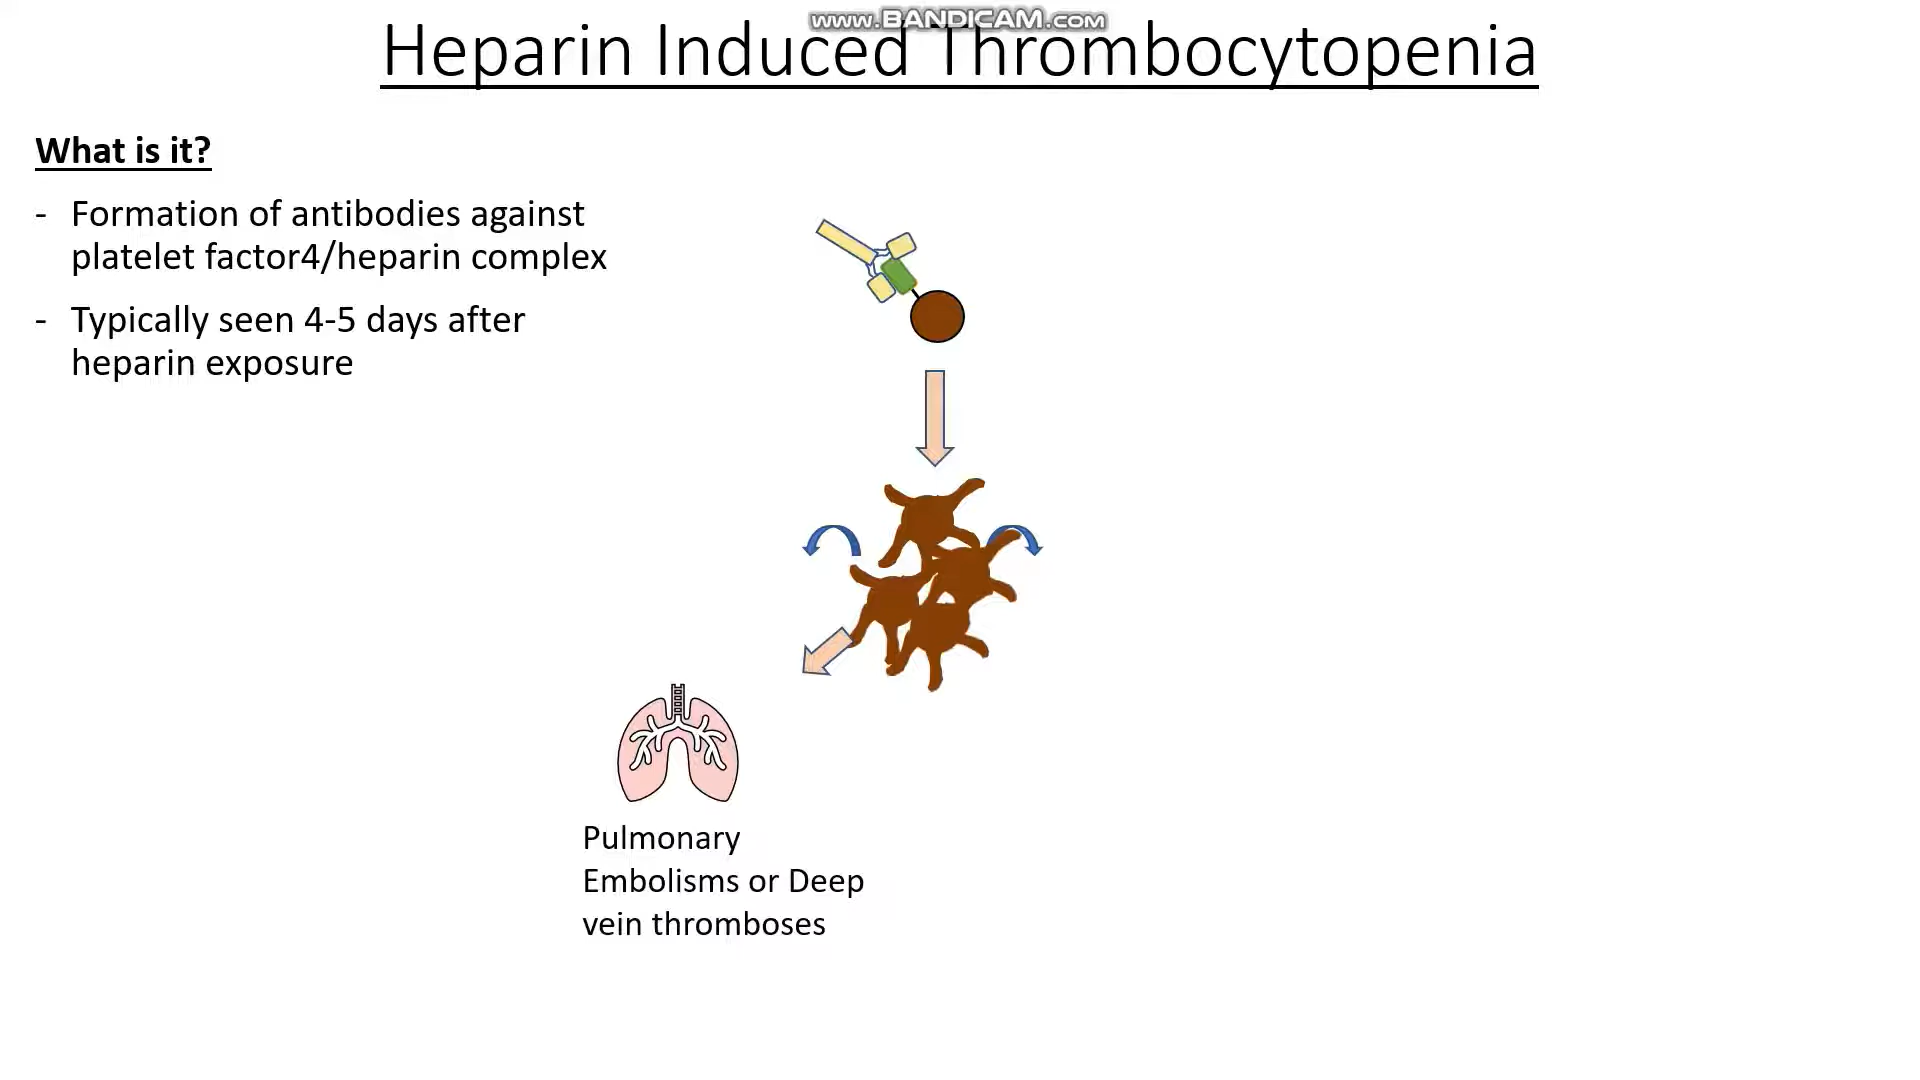 www.BANDICAM.com
Heparin Induced Thrombocytopenia
What is it?
- Formation of antibodies against
platelet factor4/heparin complex
- Typically seen 4-5 days after
heparin exposure
Pulmonary
Embolisms or Deep
vein thromboses